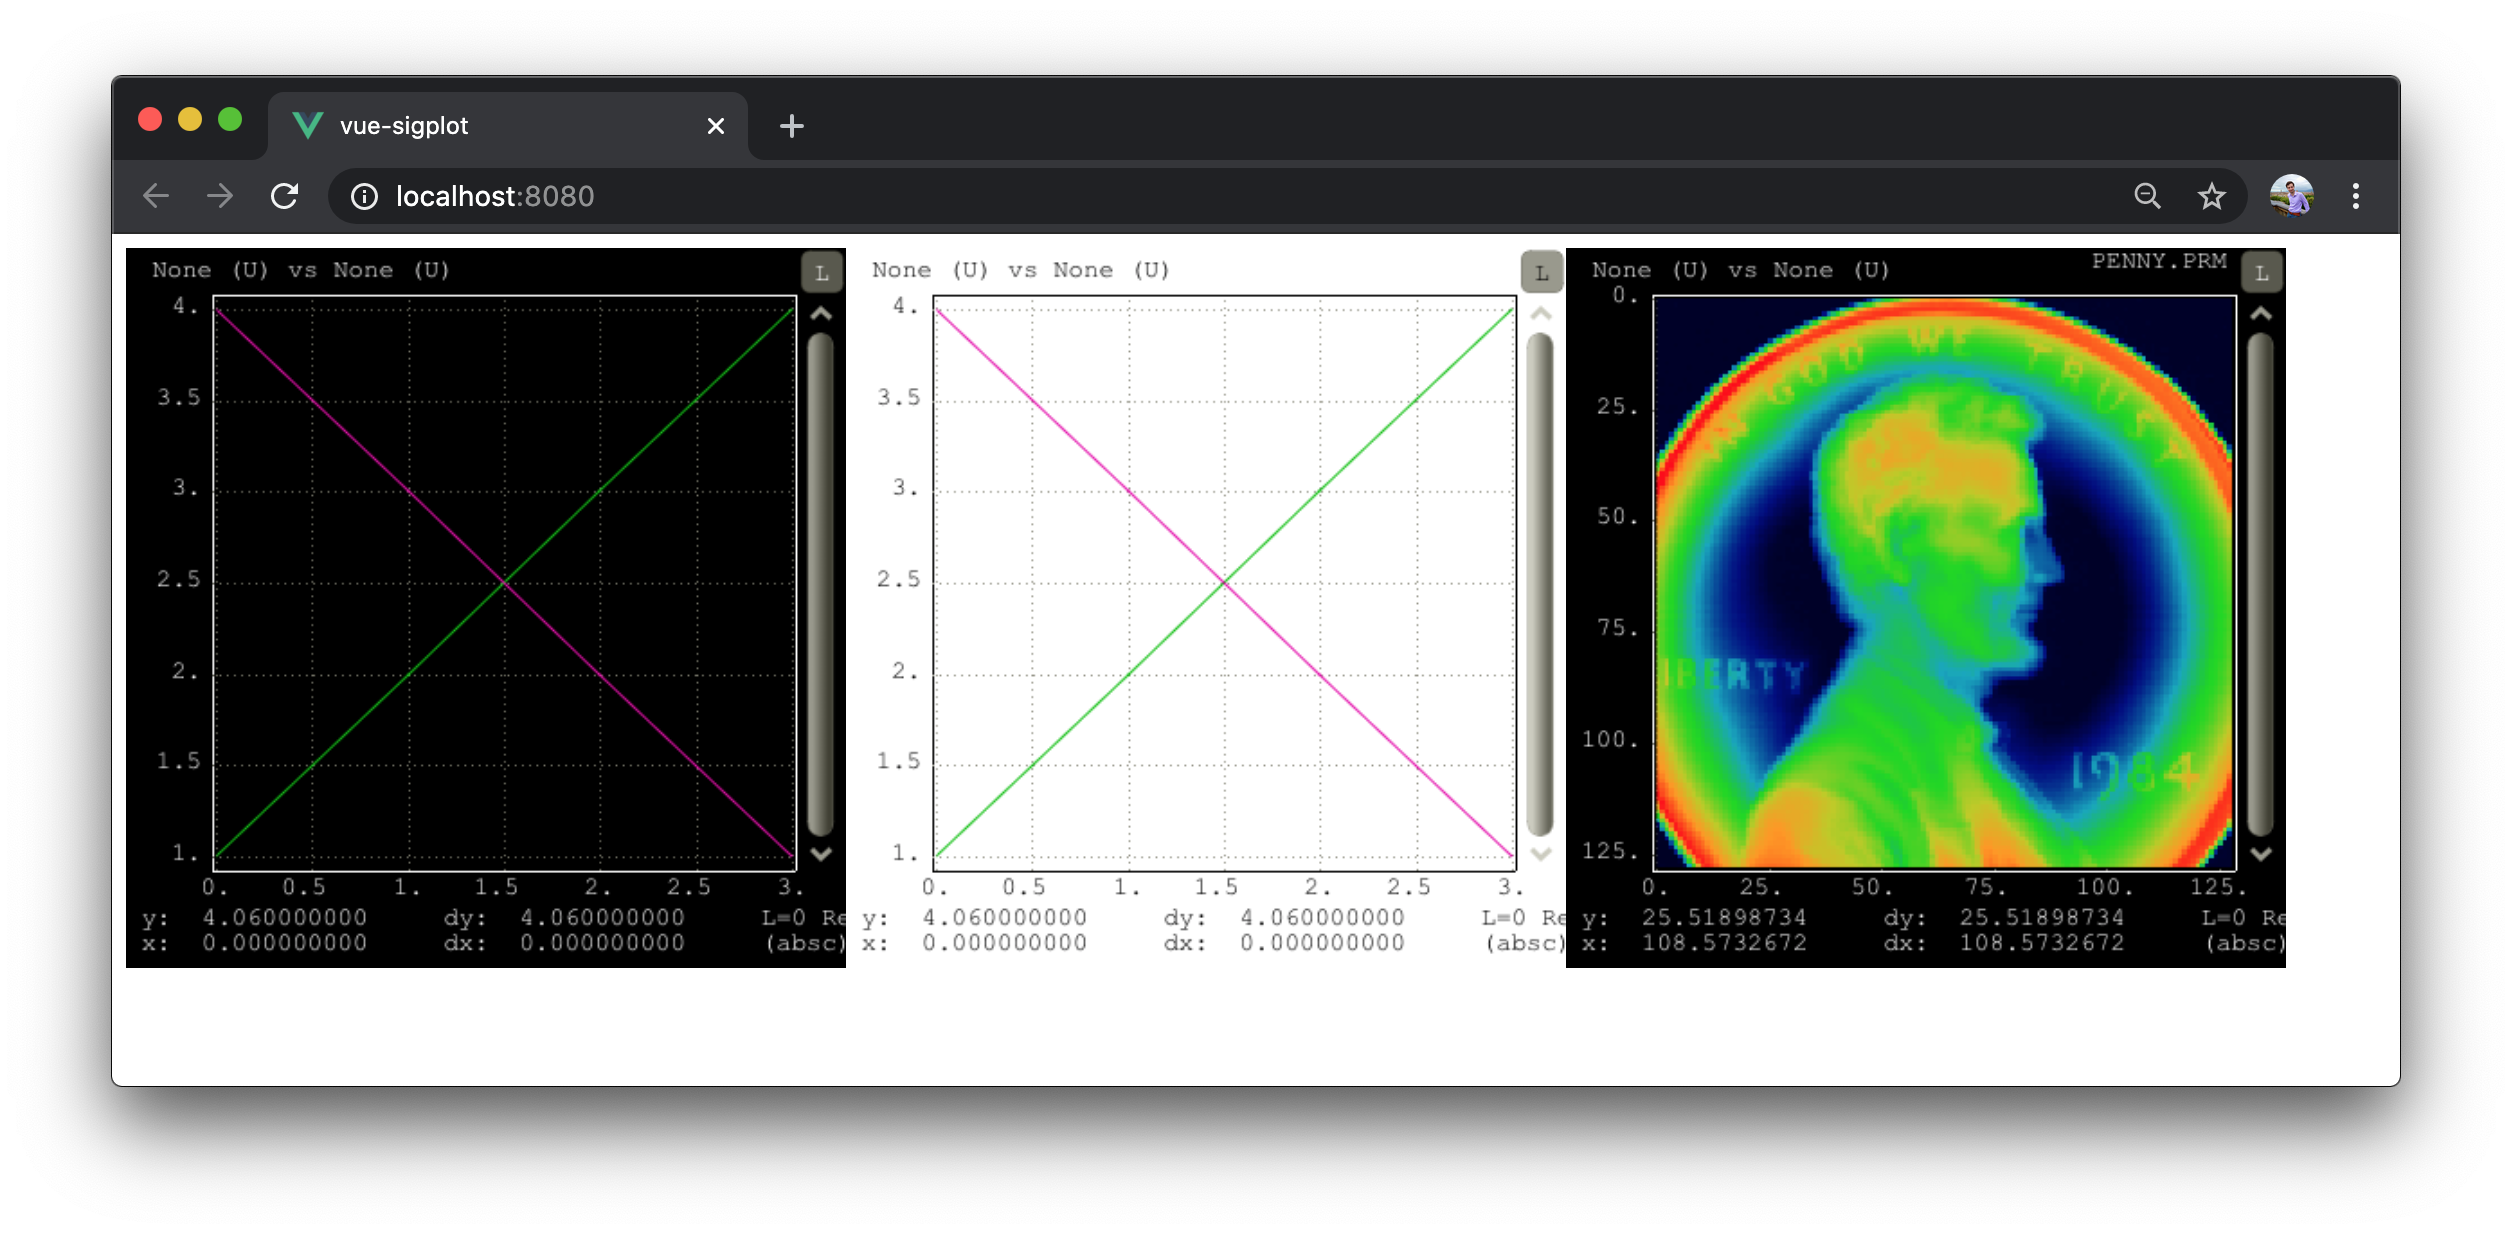 vue-sigplot
localhost:8080
None (U) vs None (U)
L
4.
3.5
3.
2.5
2.
1.5
1.
0. 0.5 1. 1.5 2. 2.5 3.
y: 4.060000000 dy: 4.060000000 L=0 Re
x: 0.000000000 dx: 0.000000000 (absc)
None (U) vs None (U)
L
4.
3.5
3.
2.5
2.
1.5
1.
0. 0.5 1. 1.5 2. 2.5 3.
y: 4.060000000 dy: 4.060000000 L=0 Re
x: 0.000000000 dx: 0.000000000 (absc)
None (U) vs None (U)
PENNY.PRM
L
0.
25.
50.
75.
100.
125.
IN GOD WE TRUST
IBERTY
1984
0. 25. 50. 75. 100. 125.
y: 25.51898734 dy: 25.51898734 L=0 Re
x: 108.5732672 dx: 108.5732672 (absc)